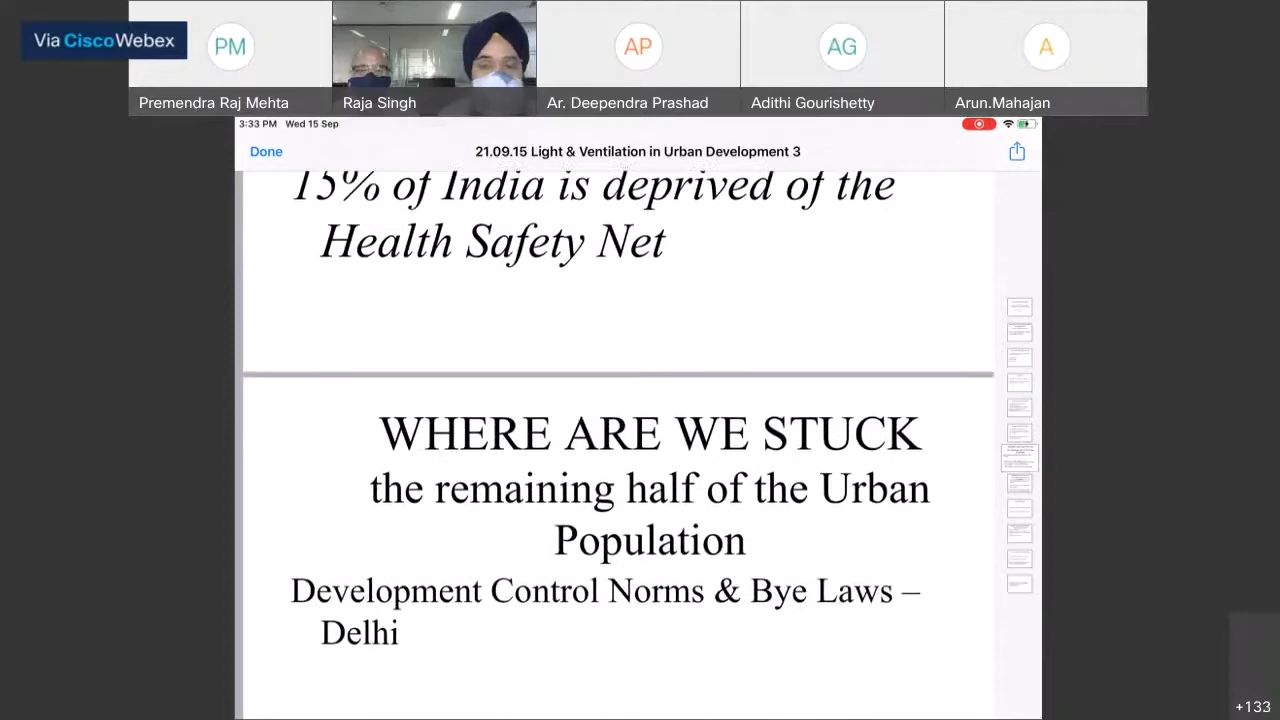 Via CiscoWebex
PM
AP
AG
A
Premendra Raj Mehta
Raja Singh
Ar. Deependra Prashad
Adithi Gourishetty
Arun.Mahajan
3:33 PM Wed 15 Sep
Done
21.09.15 Light & Ventilation in Urban Development 3
15% of India is deprived of the
Health Safety Net
WHERE ARE WE STUCK
the remaining half of the Urban
Population
Development Control Norms & Bye Laws –
Delhi
+133